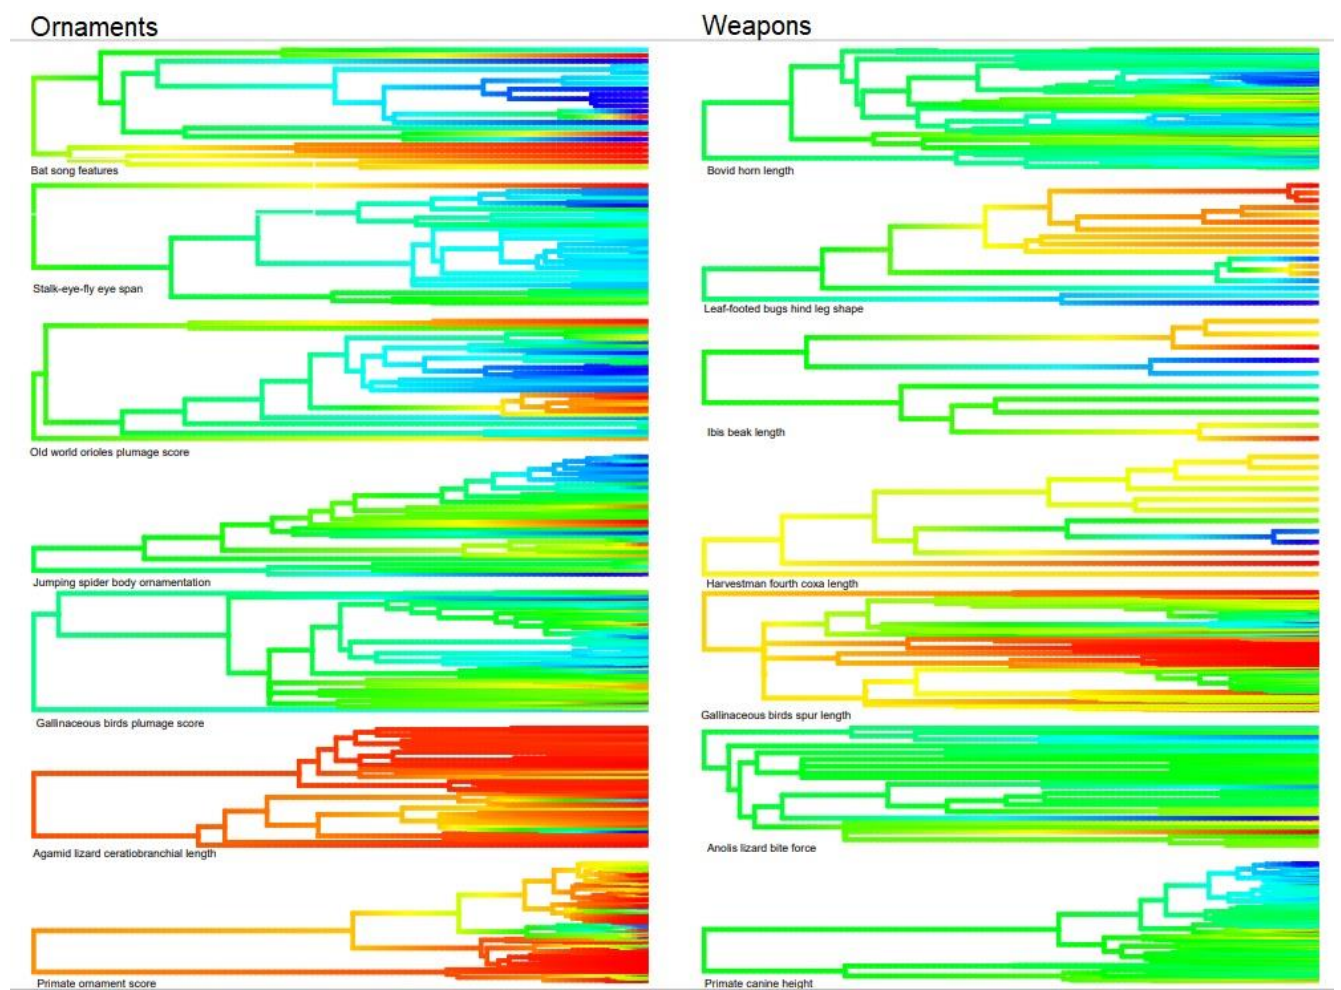 Ornaments
Bat song features
Stalk-eye-fly eye span
Old world orioles plumage score
Jumping spider body ornamentation
Gallinaceous birds plumage score
Agamid lizard ceratiobranchial length
Primate ornament score
Weapons
Bovid horn length
Leaf-footed bugs hind leg shape
Ibis beak length
Harvestman fourth coxa length
Gallinaceous birds spur length
Anolis lizard bite force
Primate canine height